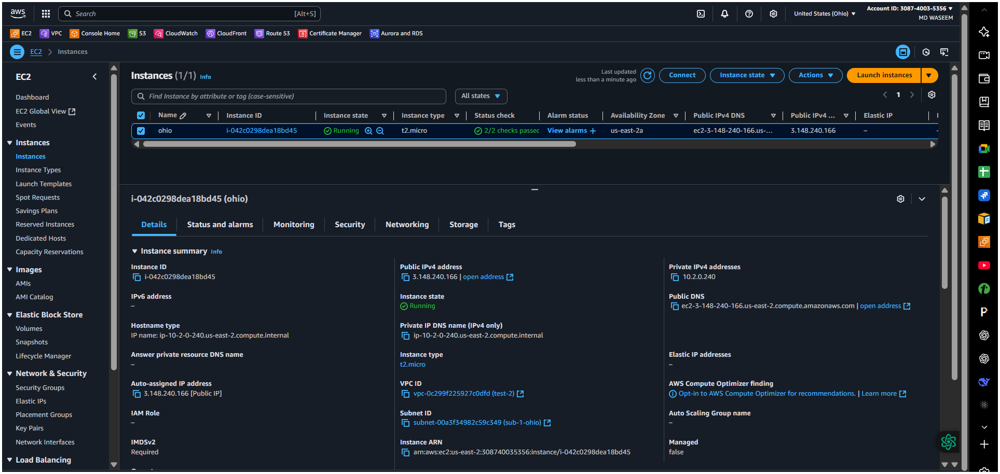 aws
Search [Alt+S]
United States (Ohio)
Account ID: 3087-4003-5356
MD WASEEM
EC2 VPC Console Home S3 CloudWatch CloudFront Route 53 Certificate Manager Aurora and RDS
EC2 Instances
EC2
Dashboard
EC2 Global View
Events
Instances
Instances
Instance Types
Launch Templates
Spot Requests
Savings Plans
Reserved Instances
Dedicated Hosts
Capacity Reservations
Images
AMIs
AMI Catalog
Elastic Block Store
Volumes
Snapshots
Lifecycle Manager
Network & Security
Security Groups
Elastic IPs
Placement Groups
Key Pairs
Network Interfaces
Load Balancing
Instances (1/1) Info
Last updated
less than a minute ago
Connect Instance state Actions Launch instances
Find Instance by attribute or tag (case-sensitive) All states
1
Name Instance ID Instance state Instance type Status check Alarm status Availability Zone Public IPv4 DNS Public IPv4 ... Elastic IP
ohio i-042c0298dea18bd45 Running t2.micro 2/2 checks passec View alarms + us-east-2a ec2-3-148-240-166.us-... 3.148.240.166 –
i-042c0298dea18bd45 (ohio)
Details Status and alarms Monitoring Security Networking Storage Tags
Instance summary Info
Instance ID
i-042c0298dea18bd45
IPv6 address
–
Hostname type
IP name: ip-10-2-0-240.us-east-2.compute.internal
Answer private resource DNS name
–
Auto-assigned IP address
3.148.240.166 [Public IP]
IAM Role
–
IMDSv2
Required
Public IPv4 address
3.148.240.166 | open address
Instance state
Running
Private IP DNS name (IPv4 only)
ip-10-2-0-240.us-east-2.compute.internal
Instance type
t2.micro
VPC ID
vpc-0c299f225927c0dfd (test-2)
Subnet ID
subnet-00a3f34982c59c349 (sub-1-ohio)
Instance ARN
arn:aws:ec2:us-east-2:308740035356:instance/i-042c0298dea18bd45
Private IPv4 addresses
10.2.0.240
Public DNS
ec2-3-148-240-166.us-east-2.compute.amazonaws.com | open address
Elastic IP addresses
–
AWS Compute Optimizer finding
Opt-in to AWS Compute Optimizer for recommendations. | Learn more
Auto Scaling Group name
–
Managed
false
P